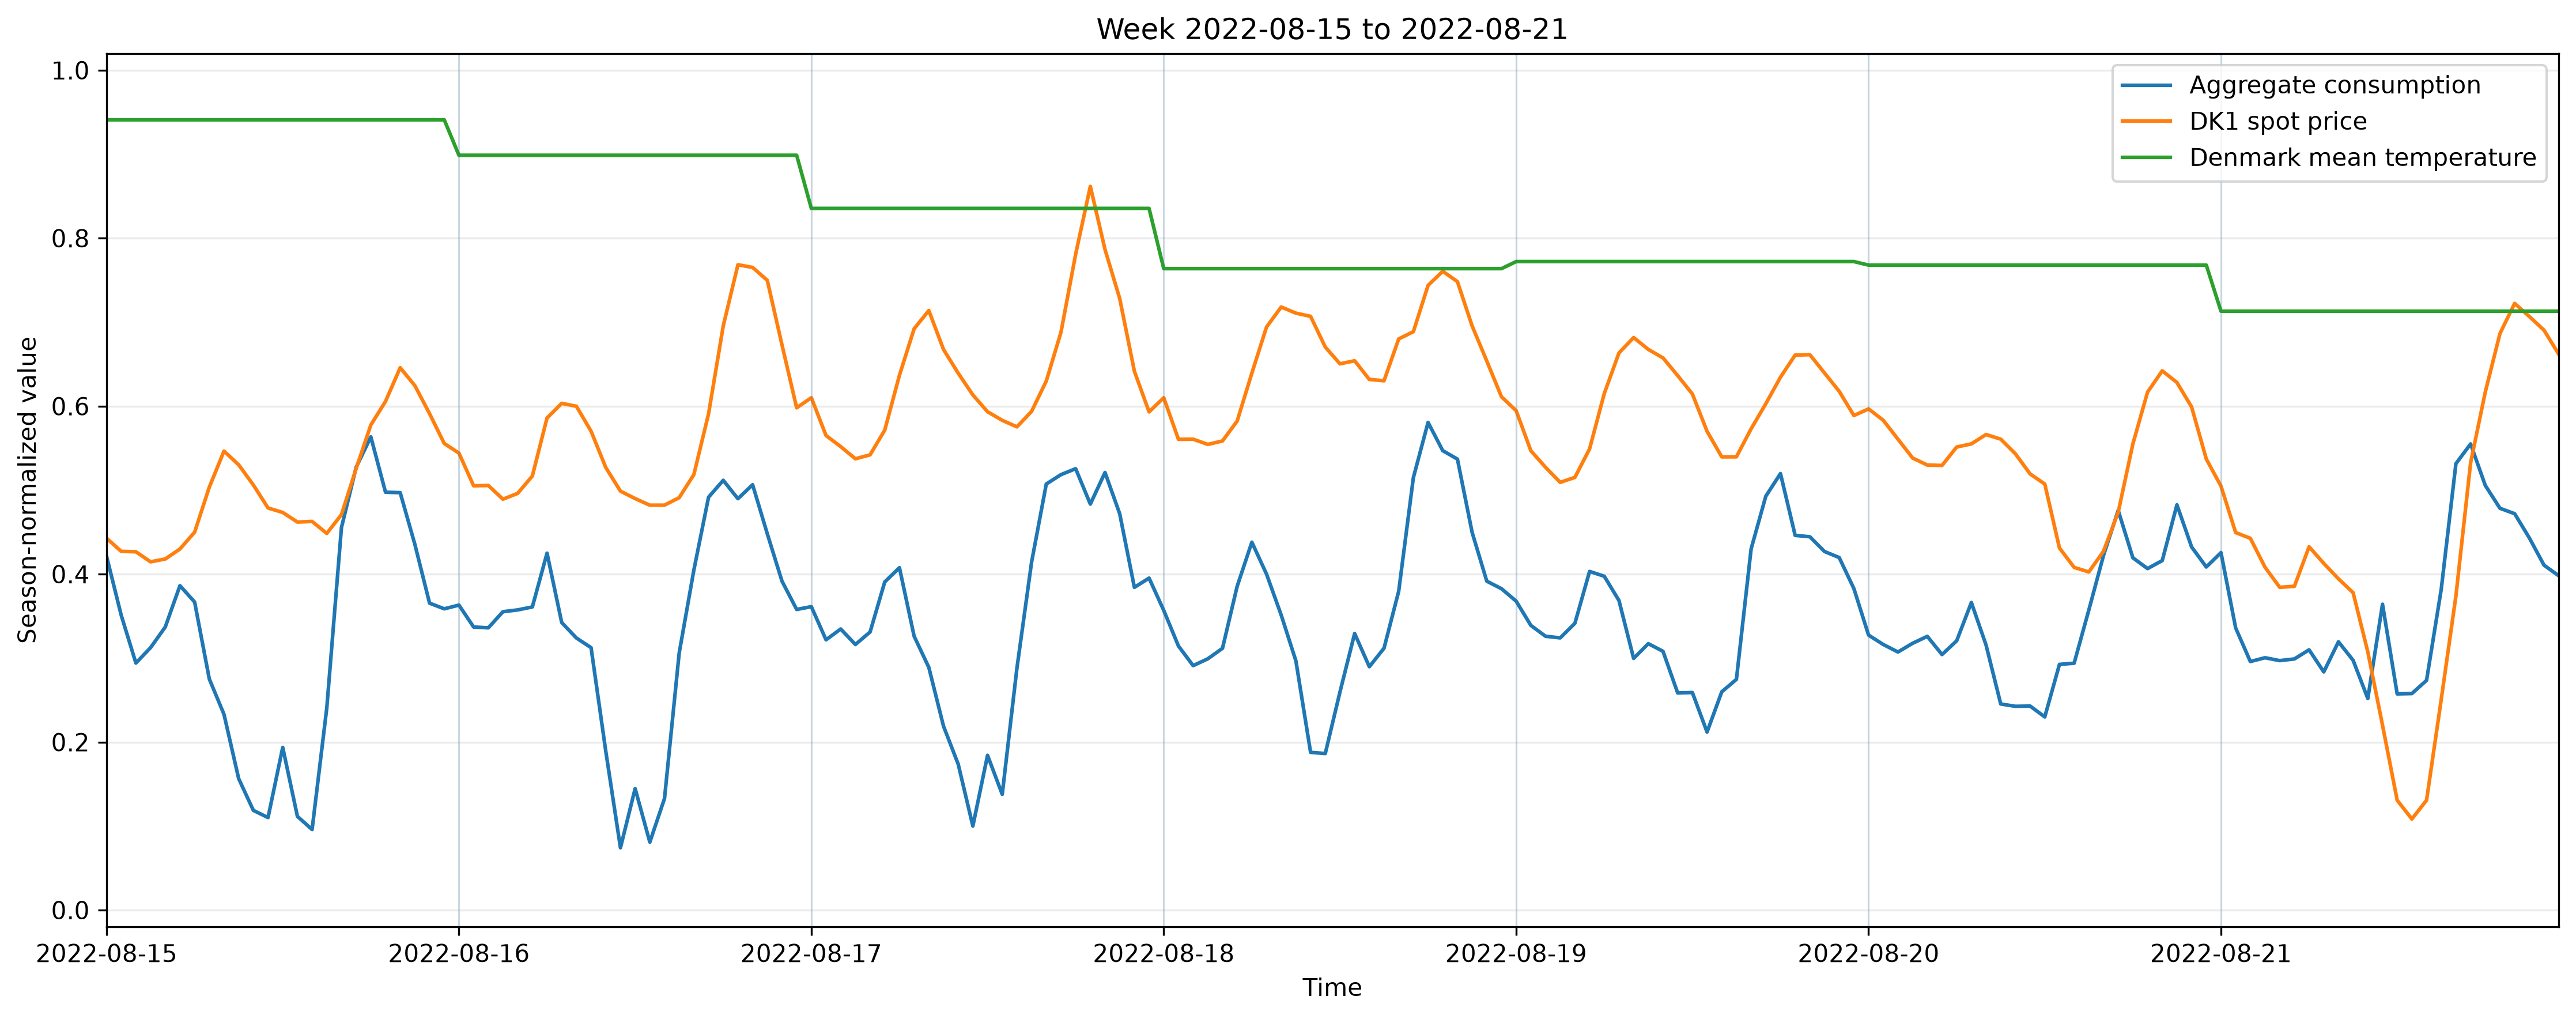 Week 2022-08-15 to 2022-08-21
Season-normalized value
1.0
0.8
0.6
0.4
0.2
0.0
Aggregate consumption
DK1 spot price
Denmark mean temperature
2022-08-15
2022-08-16
2022-08-17
2022-08-18
2022-08-19
2022-08-20
2022-08-21
Time